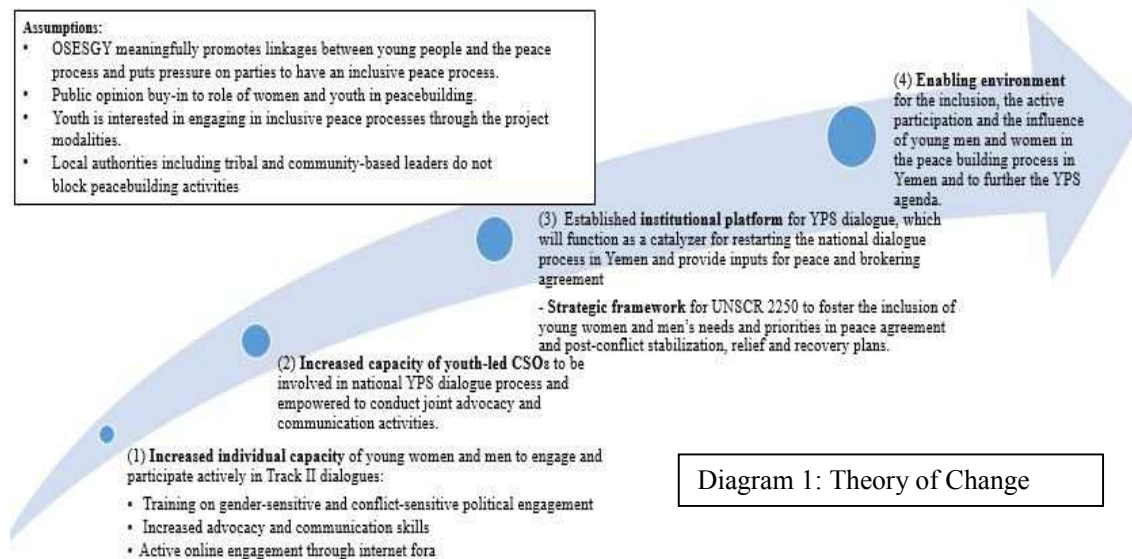 Assumptions:
• OSESGY meaningfully promotes linkages between young people and the peace
process and puts pressure on parties to have an inclusive peace process.
• Public opinion buy-in to role of women and youth in peacebuilding.
• Youth is interested in engaging in inclusive peace processes through the project
modalities.
• Local authorities including tribal and community-based leaders do not
block peacebuilding activities
(4) Enabling environment
for the inclusion, the active
participation and the influence
of young men and women in
the peace building process in
Yemen and to further the YPS
agenda.
(3) Established institutional platform for YPS dialogue, which
will function as a catalyzer for restarting the national dialogue
process in Yemen and provide inputs for peace and brokering
agreement
- Strategic framework for UNSCR 2250 to foster the inclusion of
young women and men's needs and priorities in peace agreement
and post-conflict stabilization, relief and recovery plans.
(2) Increased capacity of youth-led CSOs to be
involved in national YPS dialogue process and
empowered to conduct joint advocacy and
communication activities.
(1) Increased individual capacity of young women and men to engage and
participate actively in Track II dialogues:
• Training on gender-sensitive and conflict-sensitive political engagement
• Increased advocacy and communication skills
• Active online engagement through internet fora
Diagram 1: Theory of Change